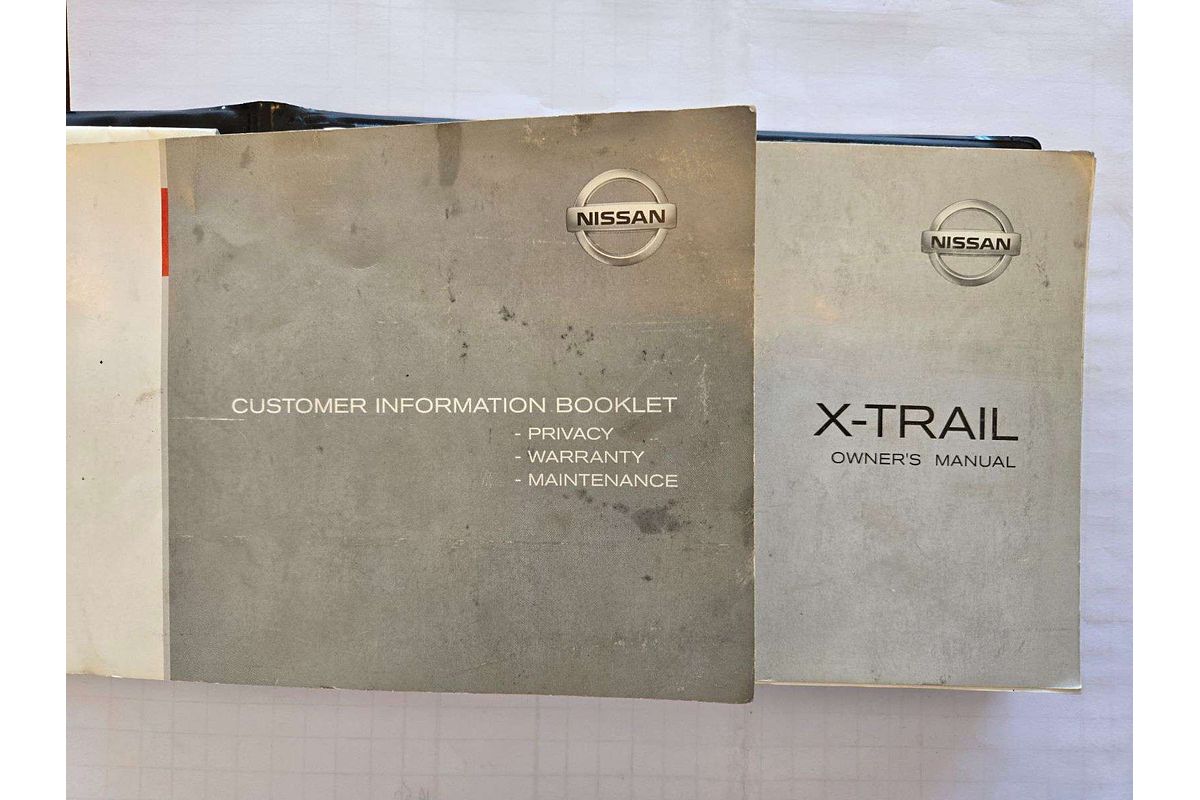 NISSAN
CUSTOMER INFORMATION BOOKLET
- PRIVACY
- WARRANTY
- MAINTENANCE
NISSAN
X-TRAIL
OWNER'S MANUAL